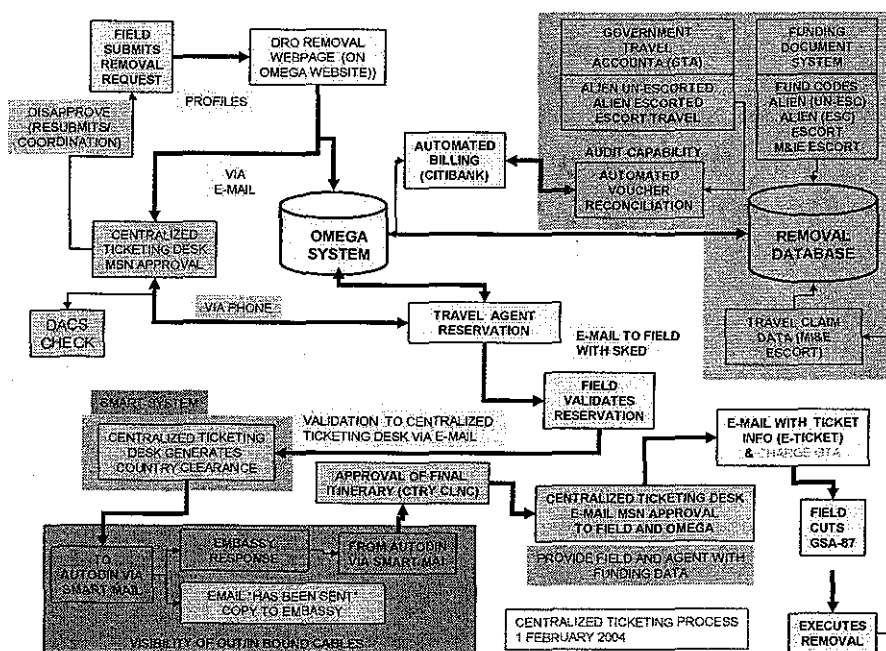 FIELD
SUBMITS
REMOVAL
REQUEST
DRO REMOVAL
WEBPAGE (ON
OMEGA WEBSITE))
GOVERNMENT
TRAVEL
ACCOUNTA (GTA)
ALIEN UN-ESCORTED
ALIEN ESCORTED
ESCORT TRAVEL
FUNDING
DOCUMENT
SYSTEM
FUND CODES
ALIEN (UN-ESC)
ALIEN (ESC)
ESCORT
M&IE ESCORT
DISAPPROVE
(RESUBMITS/
COORDINATION)
PROFILES
VIA
E-MAIL
AUTOMATED
BILLING
(CITIBANK)
AUDIT CAPABILITY
AUTOMATED
VOUCHER
RECONCILIATION
CENTRALIZED
TICKETING DESK
MSN APPROVAL
OMEGA
SYSTEM
REMOVAL
DATABASE
DACS
CHECK
VIA PHONE
TRAVEL AGENT
RESERVATION
TRAVEL CLAIM
DATA (M&IE
ESCORT)
E-MAIL TO FIELD
WITH SKED
FIELD
VALIDATES
RESERVATION
SMART SYSTEM
CENTRALIZED TICKETING
DESK GENERATES
COUNTRY CLEARANCE
VALIDATION TO CENTRALIZED
TICKETING DESK VIA E-MAIL
E-MAIL WITH TICKET
INFO (E-TICKET)
& CHARGE GTA
APPROVAL OF FINAL
ITINERARY (CTRY CLNC)
CENTRALIZED TICKETING DESK
E-MAIL MSN APPROVAL
TO FIELD AND OMEGA
FIELD
CUTS
GSA-87
PROVIDE FIELD AND AGENT WITH
FUNDING DATA
TO
AUTODIN VIA
SMART MAIL
EMBASSY
RESPONSE
FROM AUTODIN
VIA SMART MAI
EMAIL "HAS BEEN SENT"
COPY TO EMBASSY
VISIBILITY OF OUT/IN BOUND CABLES
CENTRALIZED TICKETING PROCESS
1 FEBRUARY 2004
EXECUTES
REMOVAL